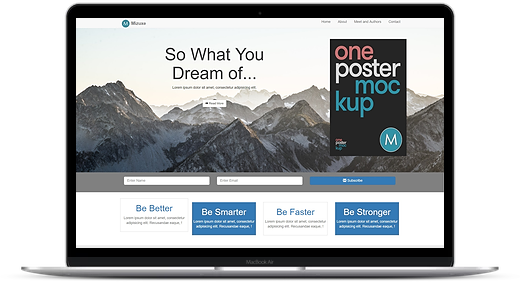 M Mizuxe
Home About Meet and Authors Contact
So What You
Dream of...
Lorem ipsum dolor sit amet, consectetur adipisicing elit.
Read More
one
poster
moc
kup
one
poster
moc
kup.
M
Enter Name
Enter Email
Subscribe
Be Better
Lorem ipsum dolor sit amet, consectetur
adipisicing elit. Recusandae eaque, !
Be Smarter
Lorem ipsum dolor sit amet, consectetur
adipisicing elit. Recusandae eaque, !
Be Faster
Lorem ipsum dolor sit amet, consectetur
adipisicing elit. Recusandae eaque, !
Be Stronger
Lorem ipsum dolor sit amet, consectetur
adipisicing elit. Recusandae eaque, !
MacBook Air